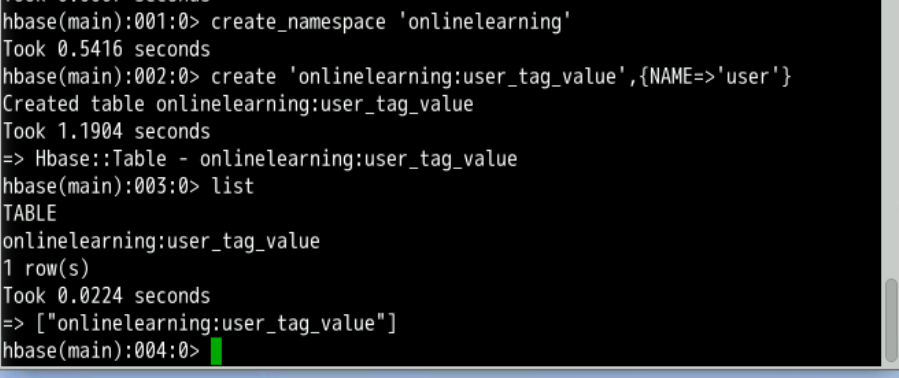 hbase(main):001:0> create_namespace 'onlinelearning'
Took 0.5416 seconds
hbase(main):002:0> create 'onlinelearning:user_tag_value',{NAME=>'user'}
Created table onlinelearning:user_tag_value
Took 1.1904 seconds
=> Hbase::Table - onlinelearning:user_tag_value
hbase(main):003:0> list
TABLE
onlinelearning:user_tag_value
1 row(s)
Took 0.0224 seconds
=> ["onlinelearning:user_tag_value"]
hbase(main):004:0>